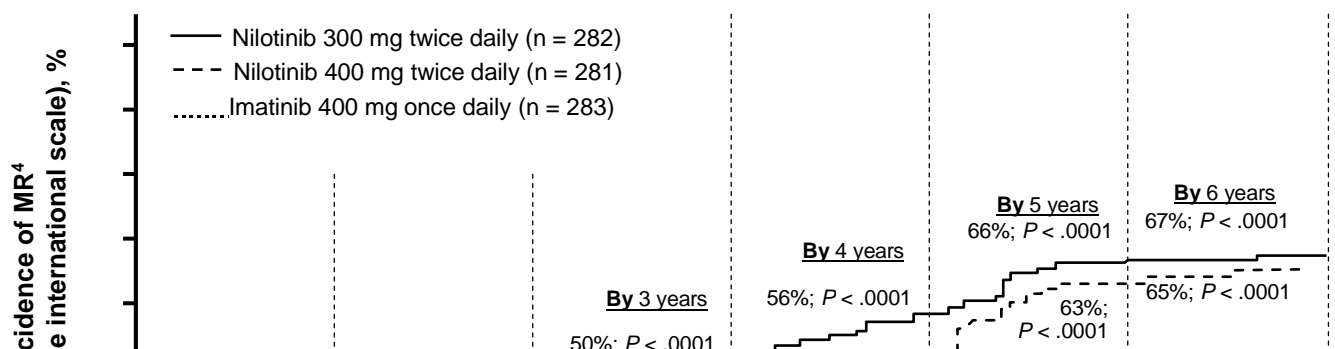 Nilotinib 300 mg twice daily (n = 282)
Nilotinib 400 mg twice daily (n = 281)
Imatinib 400 mg once daily (n = 283)
cidence of MR⁴
e international scale), %
By 6 years
67%; P < .0001
By 5 years
66%; P < .0001
By 4 years
56%; P < .0001
65%; P < .0001
By 3 years
63%;
P < .0001
50%; P < .0001